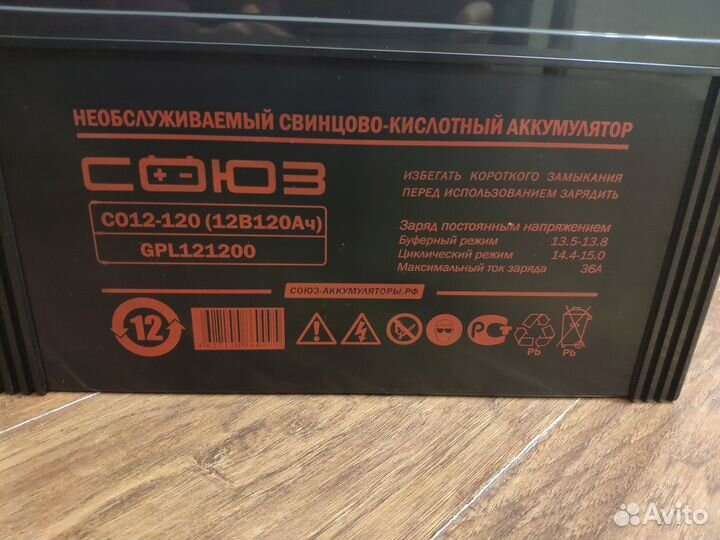 НЕОБСЛУЖИВАЕМЫЙ СВИНЦОВО-КИСЛОТНЫЙ АККУМУЛЯТОР
СОЮЗ
ИЗБЕГАТЬ КОРОТКОГО ЗАМЫКАНИЯ
ПЕРЕД ИСПОЛЬЗОВАНИЕМ ЗАРЯДИТЬ
СО12-120 (12В120Ач)
GPL121200
Заряд постоянным напряжением
Буферный режим 13.5-13.8
Циклический режим 14.4-15.0
Максимальный ток заряда 36А
СОЮЗ-АККУМУЛЯТОРЫ.РФ
12
РСТ
Pb
Pb
Avito